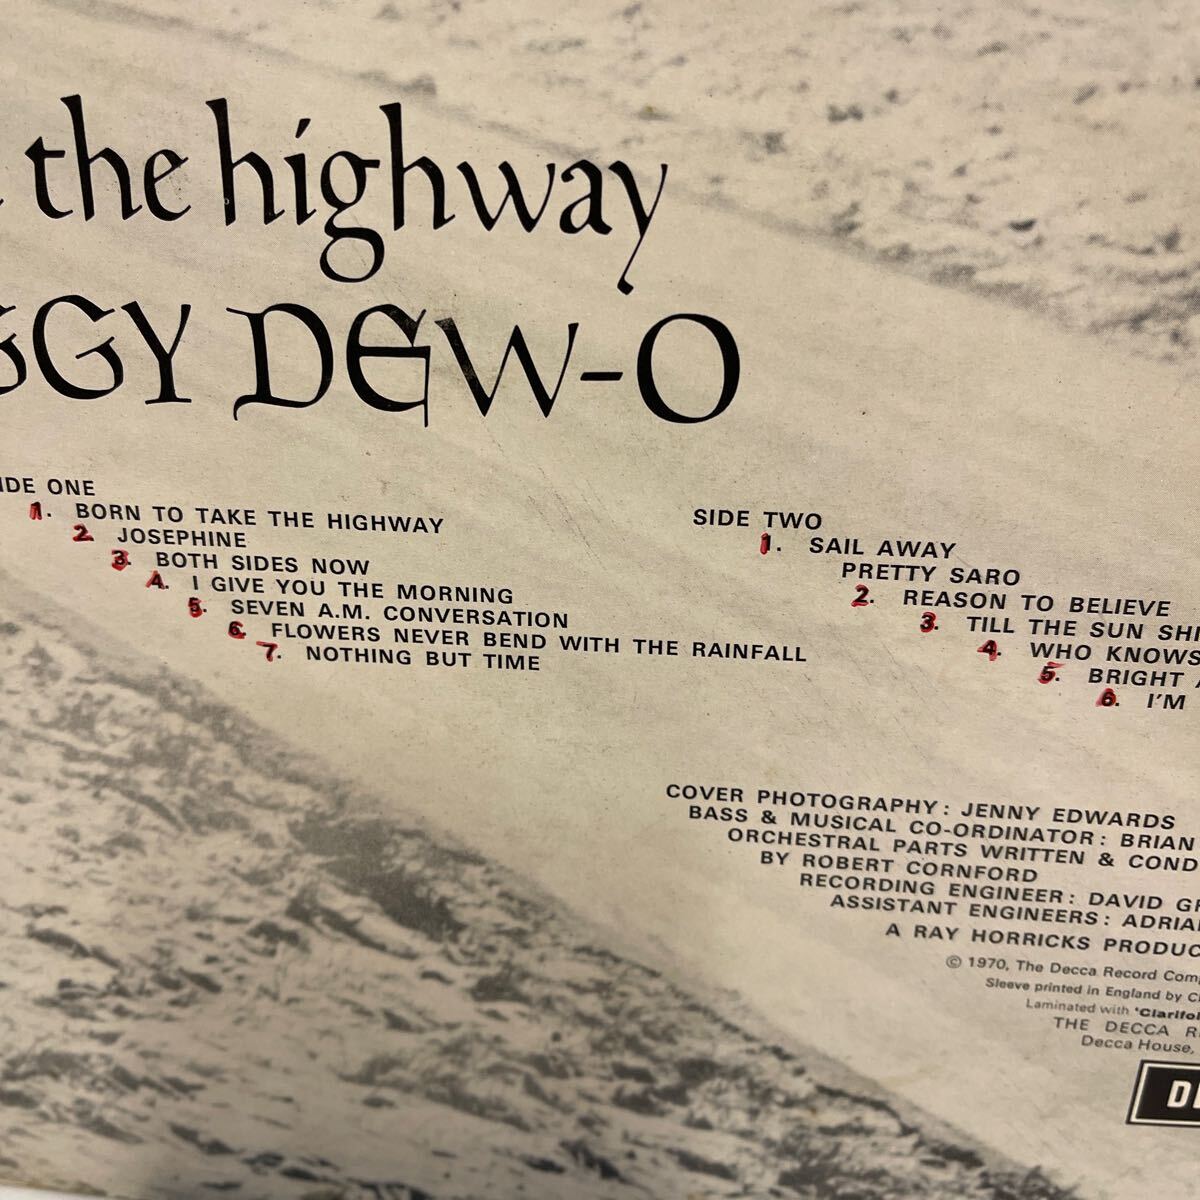 the highway
GGY DEW-O
SIDE ONE
1. BORN TO TAKE THE HIGHWAY
2. JOSEPHINE
3. BOTH SIDES NOW
4. I GIVE YOU THE MORNING
5. SEVEN A.M. CONVERSATION
6. FLOWERS NEVER BEND WITH THE RAINFALL
7. NOTHING BUT TIME
SIDE TWO
1. SAIL AWAY
PRETTY SARO
2. REASON TO BELIEVE
3. TILL THE SUN SHI
4. WHO KNOWS
5. BRIGHT
6. I'M
COVER PHOTOGRAPHY: JENNY EDWARDS
BASS & MUSICAL CO-ORDINATOR: BRIAN
ORCHESTRAL PARTS WRITTEN & COND
BY ROBERT CORNFORD
RECORDING ENGINEER: DAVID GR
ASSISTANT ENGINEERS: ADRIAN
A RAY HORRICKS PRODUC
© 1970, The Decca Record Comp
Sleeve printed in England by Cl
Laminated with 'Clarifoi
THE DECCA R
Decca House,
DE